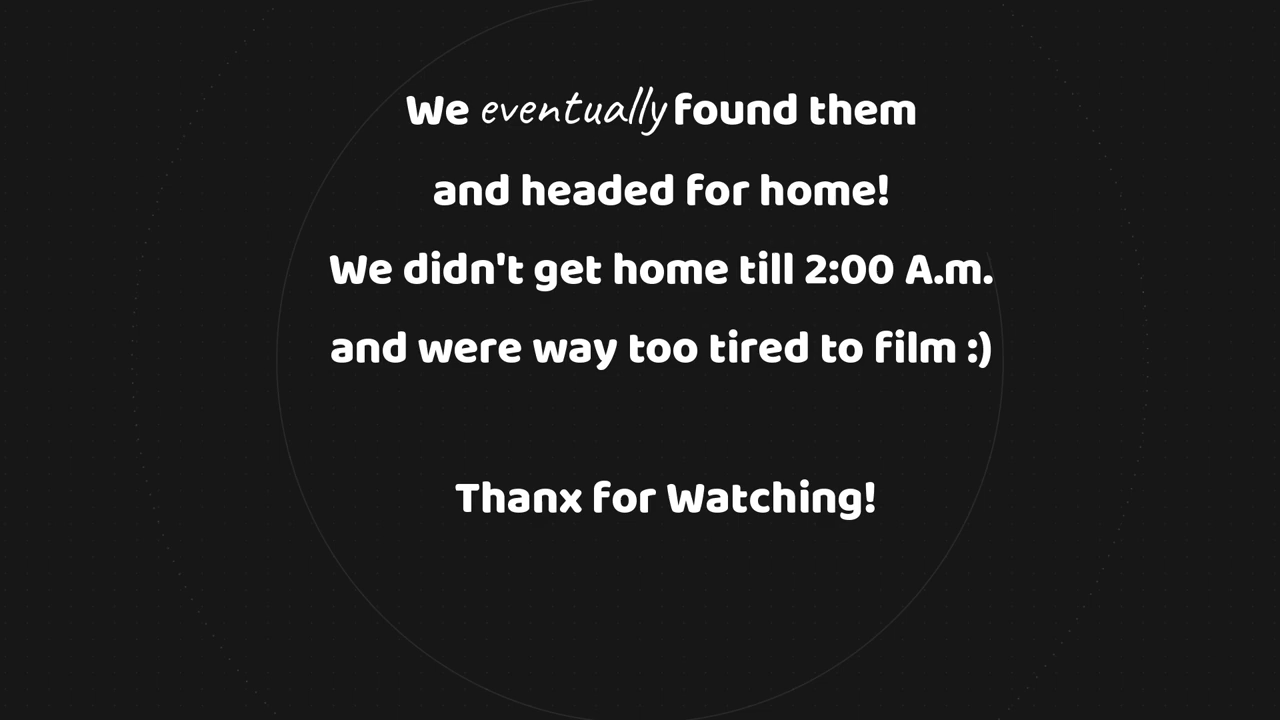 We eventually found them
and headed for home!
We didn't get home till 2:00 A.m.
and were way too tired to film :)
Thanx for Watching!